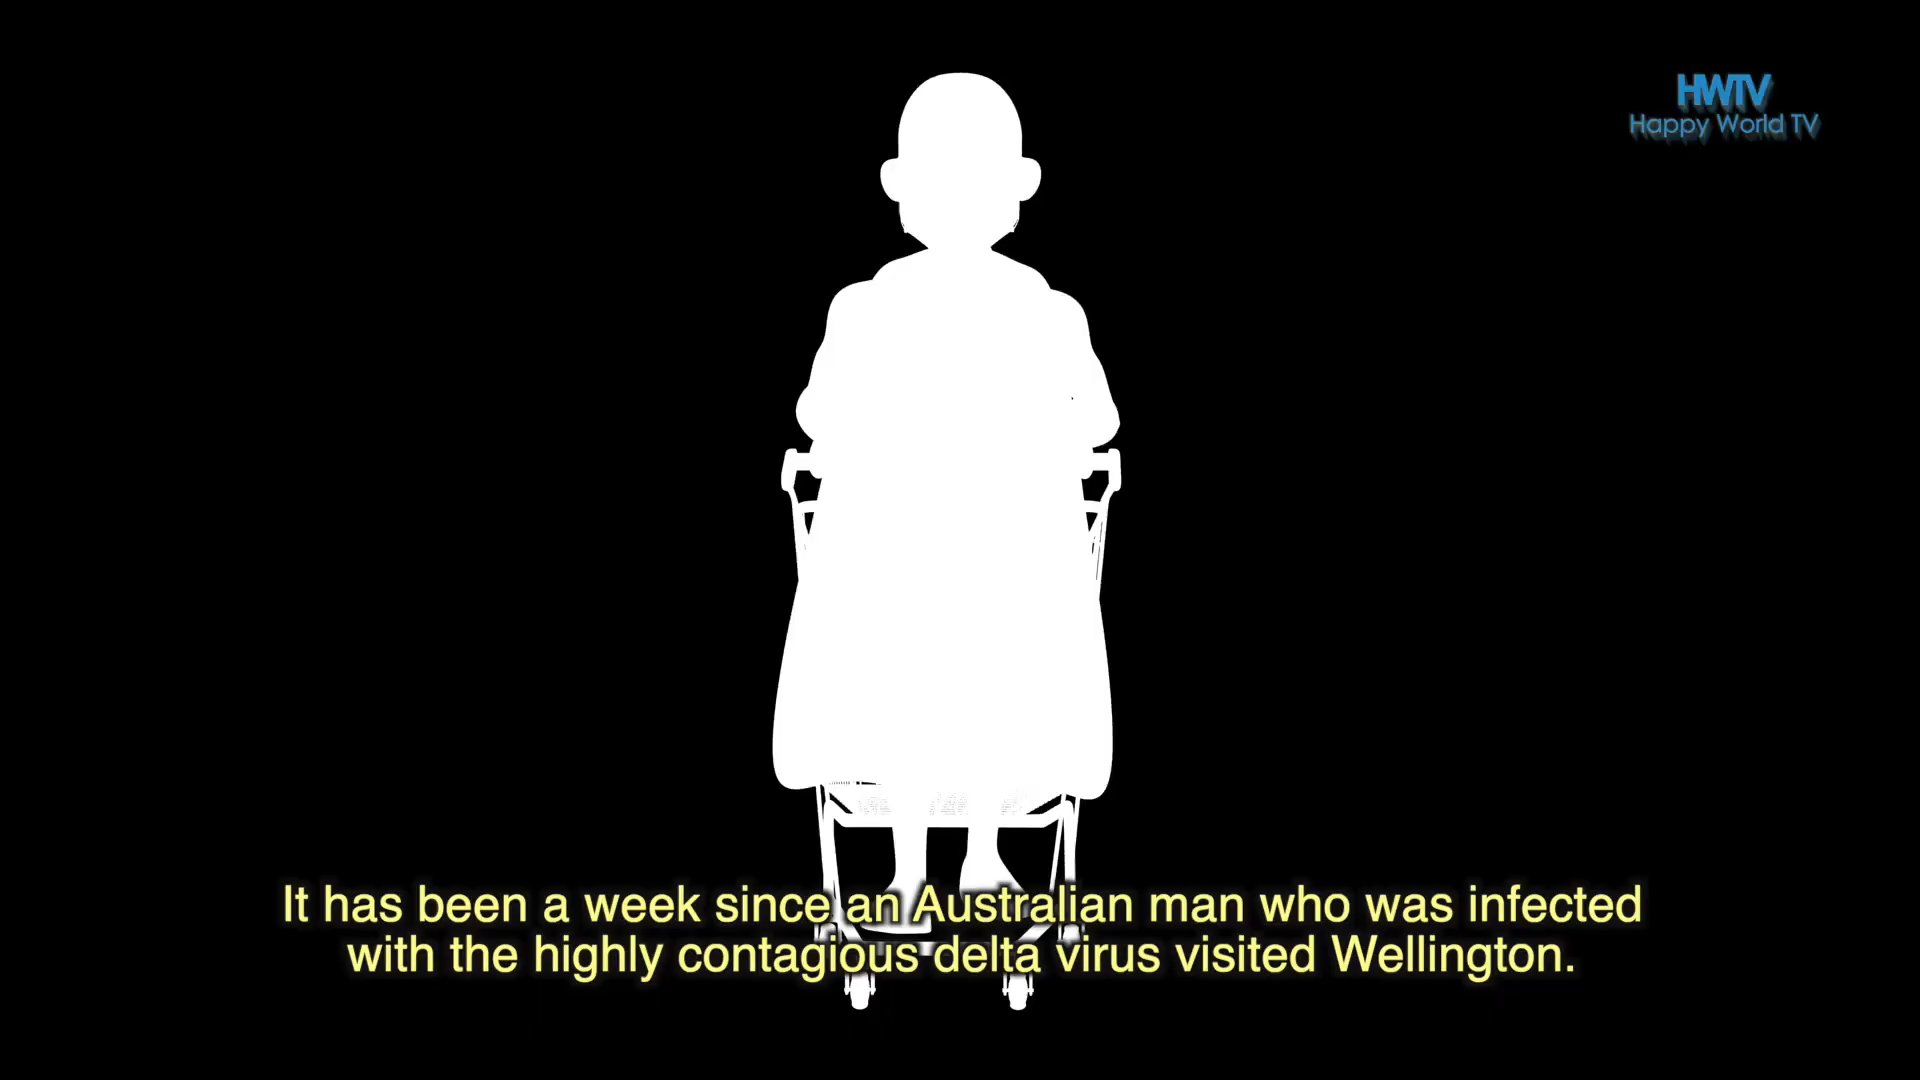 HWTV
Happy World TV
It has been a week since an Australian man who was infected
with the highly contagious delta virus visited Wellington.